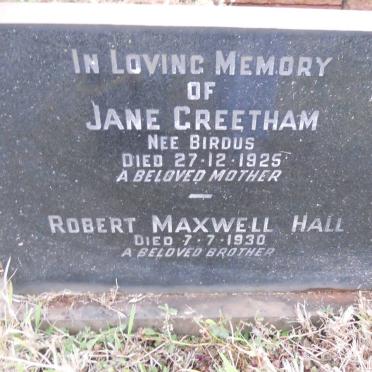 IN LOVING MEMORY
OF
JANE CREETHAM
NEE BIRDUS
DIED 27·12·1925
A BELOVED MOTHER
ROBERT MAXWELL HALL
DIED 7·7·1930
A BELOVED BROTHER